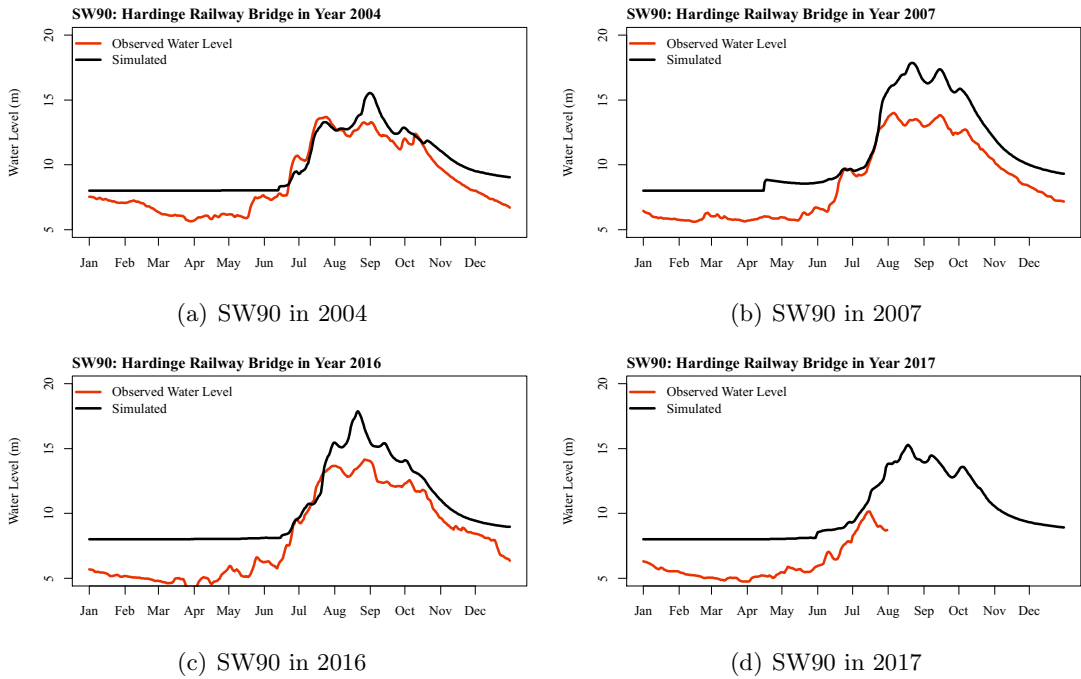 SW90: Hardinge Railway Bridge in Year 2004
Observed Water Level
Simulated
Water Level (m)
20
15
10
5
Jan Feb Mar Apr May Jun Jul Aug Sep Oct Nov Dec
(a) SW90 in 2004
SW90: Hardinge Railway Bridge in Year 2007
Observed Water Level
Simulated
Water Level (m)
20
15
10
5
Jan Feb Mar Apr May Jun Jul Aug Sep Oct Nov Dec
(b) SW90 in 2007
SW90: Hardinge Railway Bridge in Year 2016
Observed Water Level
Simulated
Water Level (m)
20
15
10
5
Jan Feb Mar Apr May Jun Jul Aug Sep Oct Nov Dec
(c) SW90 in 2016
SW90: Hardinge Railway Bridge in Year 2017
Observed Water Level
Simulated
Water Level (m)
20
15
10
5
Jan Feb Mar Apr May Jun Jul Aug Sep Oct Nov Dec
(d) SW90 in 2017